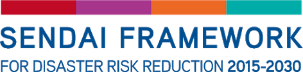 SENDAI FRAMEWORK
FOR DISASTER RISK REDUCTION 2015-2030